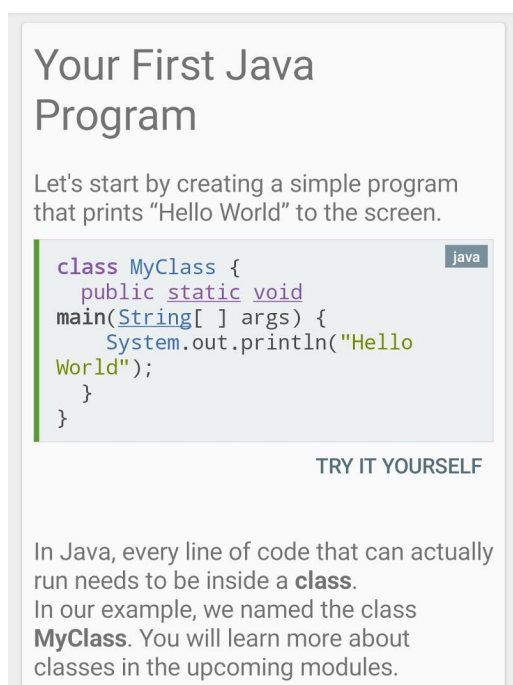 Your First Java
Program
Let's start by creating a simple program
that prints “Hello World” to the screen.
java
class MyClass {
  public static void
main(String[ ] args) {
    System.out.println("Hello
World");
  }
}
TRY IT YOURSELF
In Java, every line of code that can actually
run needs to be inside a class.
In our example, we named the class
MyClass. You will learn more about
classes in the upcoming modules.